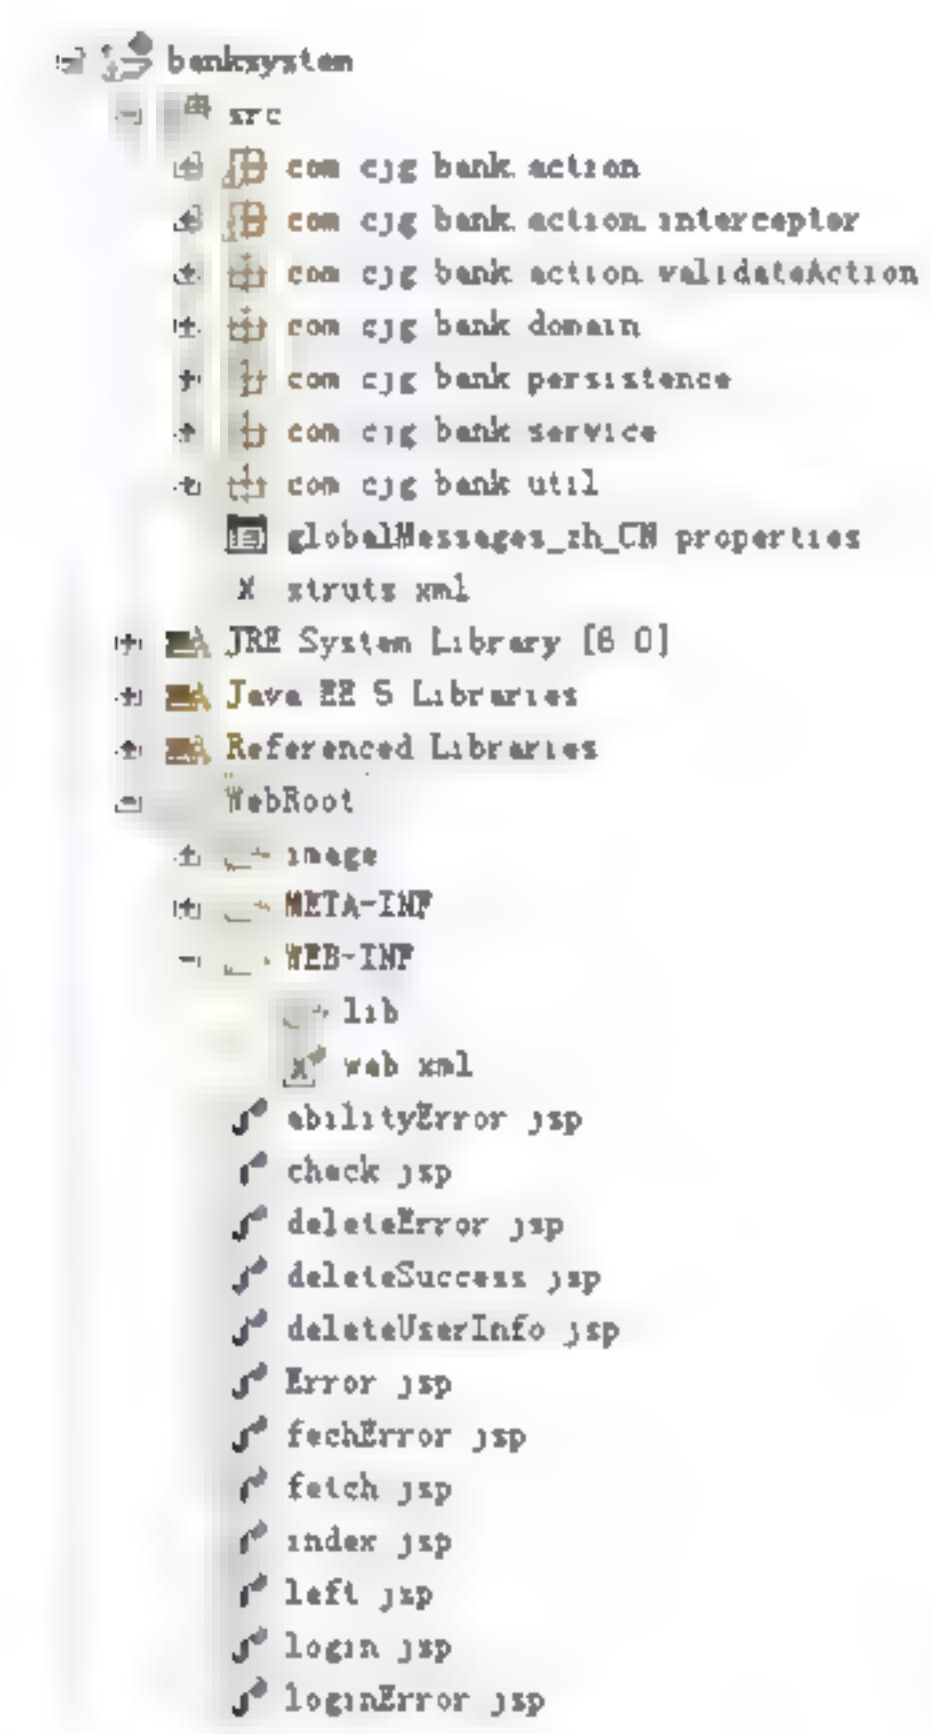 banksystem
src
com.cjg.bank.action
com.cjg.bank.action.interceptor
com.cjg.bank.action.validateAction
com.cjg.bank.domain
com.cjg.bank.persistence
com.cjg.bank.service
com.cjg.bank.util
globalMessages_zh_CN.properties
struts.xml
JRE System Library [6.0]
Java EE 5 Libraries
Referenced Libraries
WebRoot
image
META-INF
WEB-INF
lib
web.xml
abilityError.jsp
check.jsp
deleteError.jsp
deleteSuccess.jsp
deleteUserInfo.jsp
Error.jsp
fechError.jsp
fetch.jsp
index.jsp
left.jsp
login.jsp
loginError.jsp